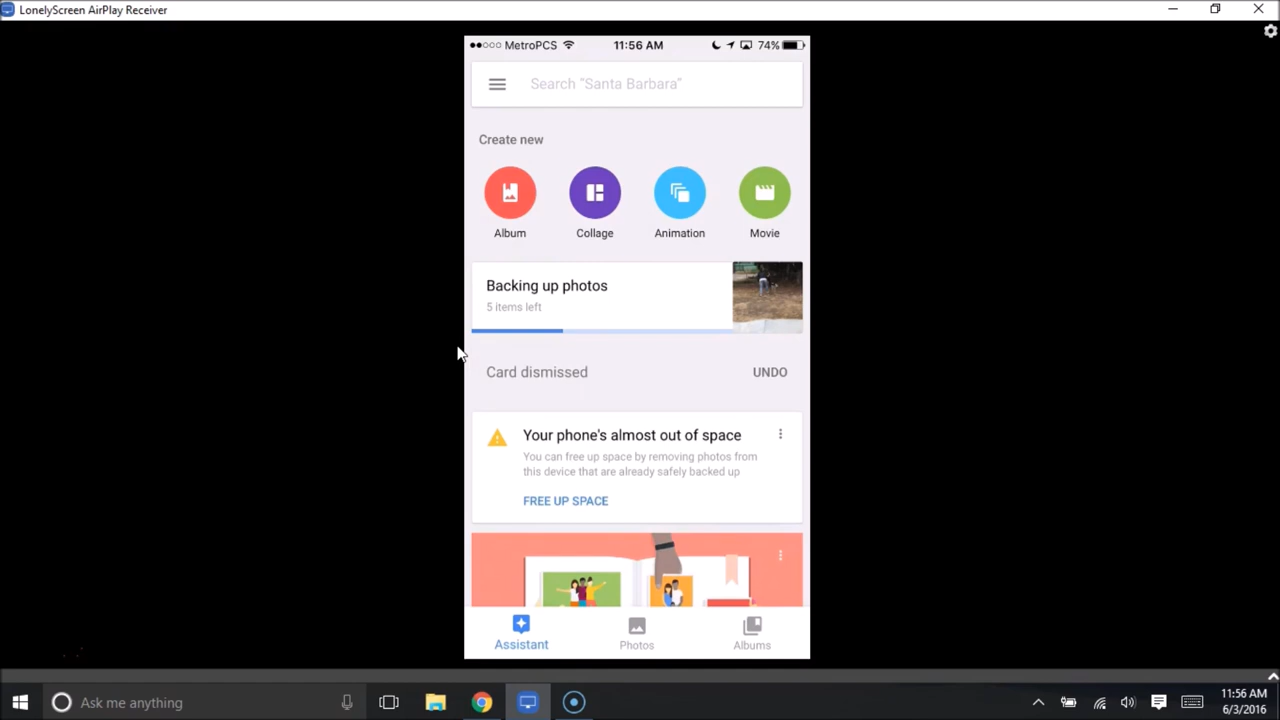 LonelyScreen AirPlay Receiver
MetroPCS 11:56 AM 74%
Search "Santa Barbara"
Create new
Album Collage Animation Movie
Backing up photos
5 items left
Card dismissed UNDO
Your phone's almost out of space
You can free up space by removing photos from
this device that are already safely backed up
FREE UP SPACE
Assistant Photos Albums
Ask me anything
11:56 AM
6/3/2016